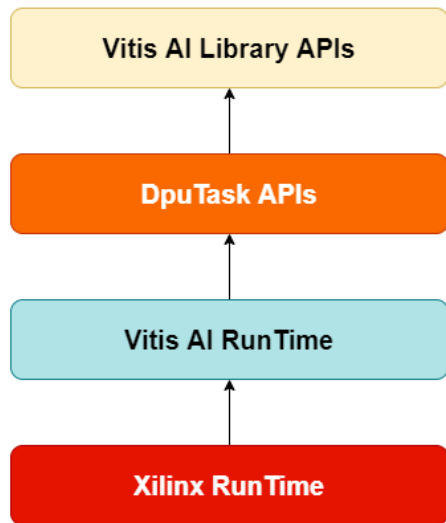 Vitis AI Library APIs
DpuTask APIs
Vitis AI RunTime
Xilinx RunTime